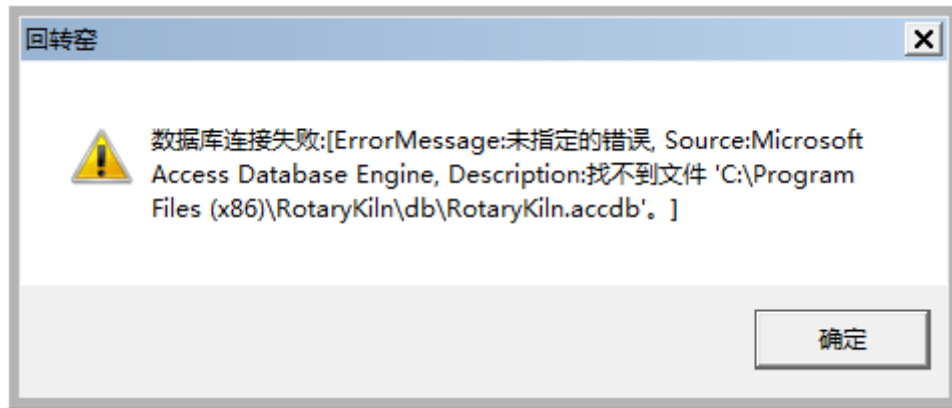 回转窑
数据库连接失败:[ErrorMessage:未指定的错误, Source:Microsoft
Access Database Engine, Description:找不到文件 'C:\Program
Files (x86)\RotaryKiln\db\RotaryKiln.accdb'。]
确定